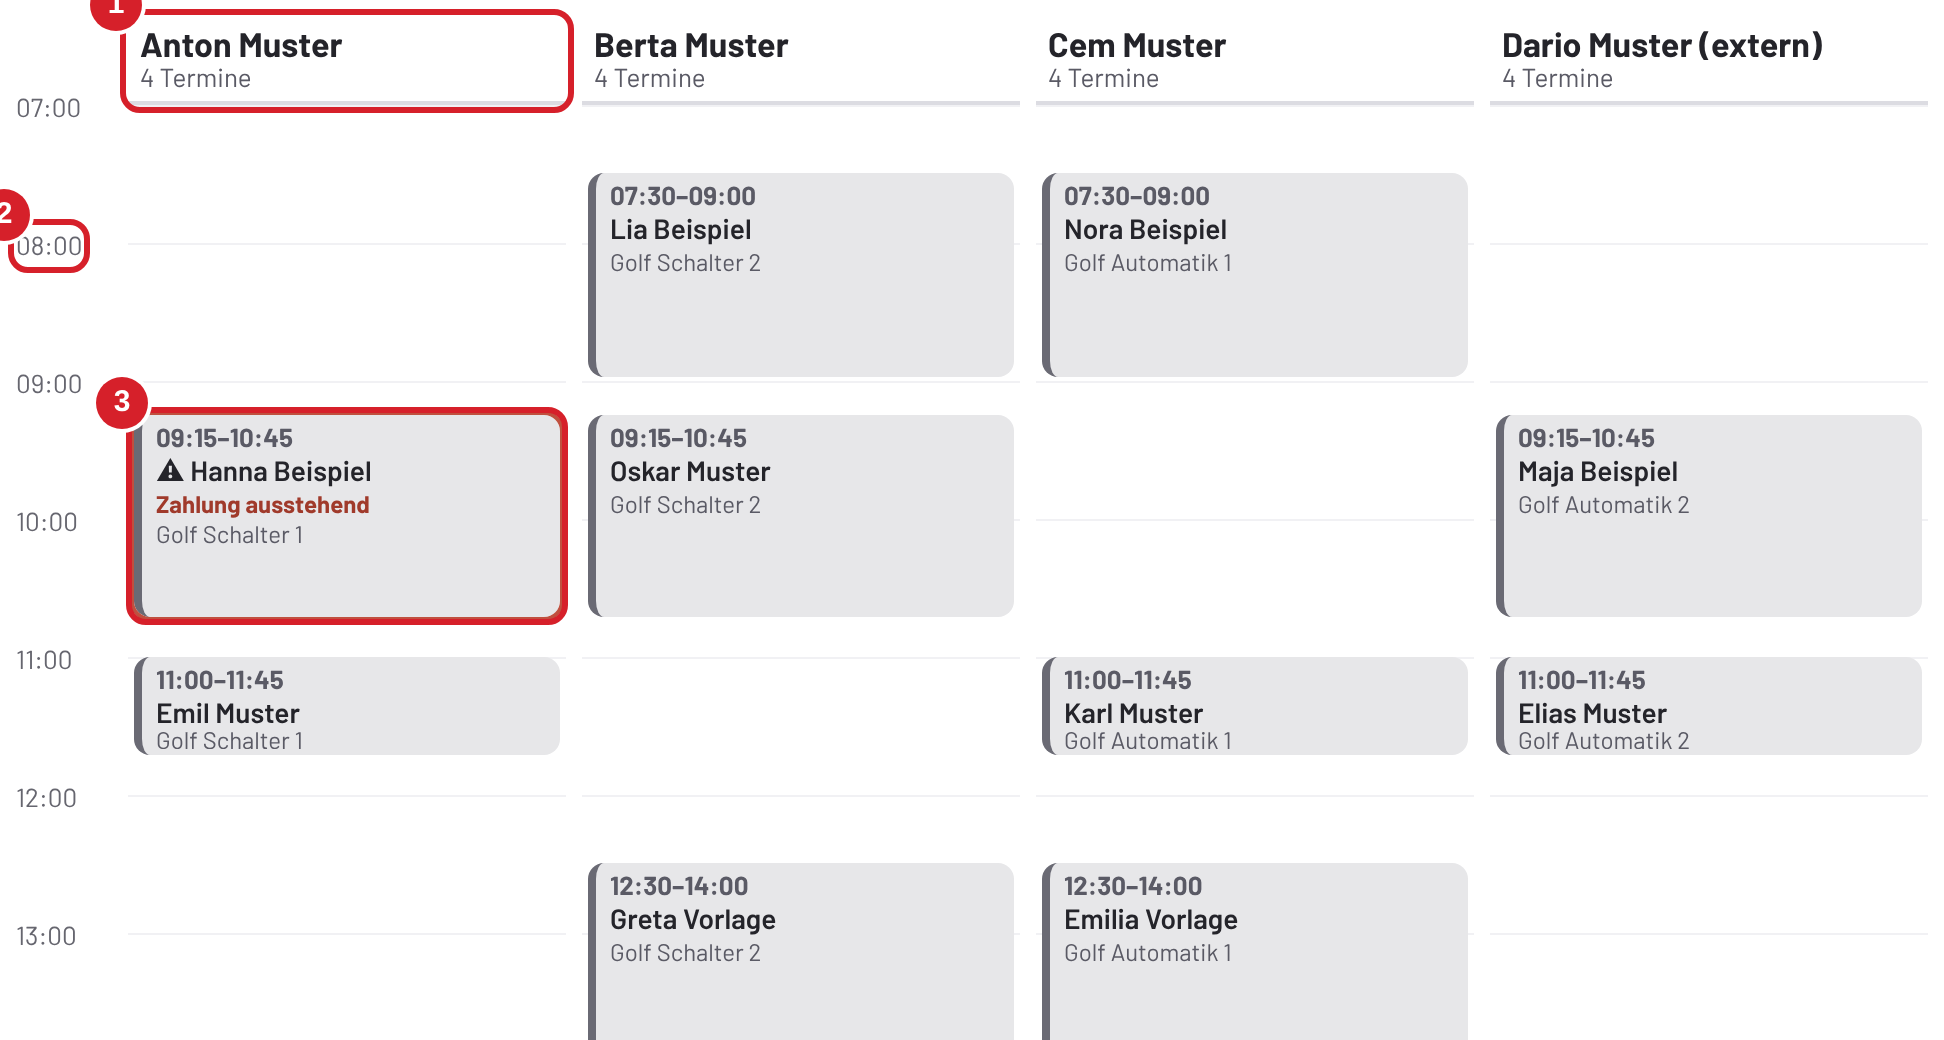 1
Anton Muster
4 Termine
Berta Muster
4 Termine
Cem Muster
4 Termine
Dario Muster (extern)
4 Termine
07:00
07:30–09:00
Lia Beispiel
Golf Schalter 2
07:30–09:00
Nora Beispiel
Golf Automatik 1
2
08:00
09:00
3
09:15–10:45
⚠ Hanna Beispiel
Zahlung ausstehend
Golf Schalter 1
09:15–10:45
Oskar Muster
Golf Schalter 2
09:15–10:45
Maja Beispiel
Golf Automatik 2
10:00
11:00
11:00–11:45
Emil Muster
Golf Schalter 1
11:00–11:45
Karl Muster
Golf Automatik 1
11:00–11:45
Elias Muster
Golf Automatik 2
12:00
12:30–14:00
Greta Vorlage
Golf Schalter 2
12:30–14:00
Emilia Vorlage
Golf Automatik 1
13:00